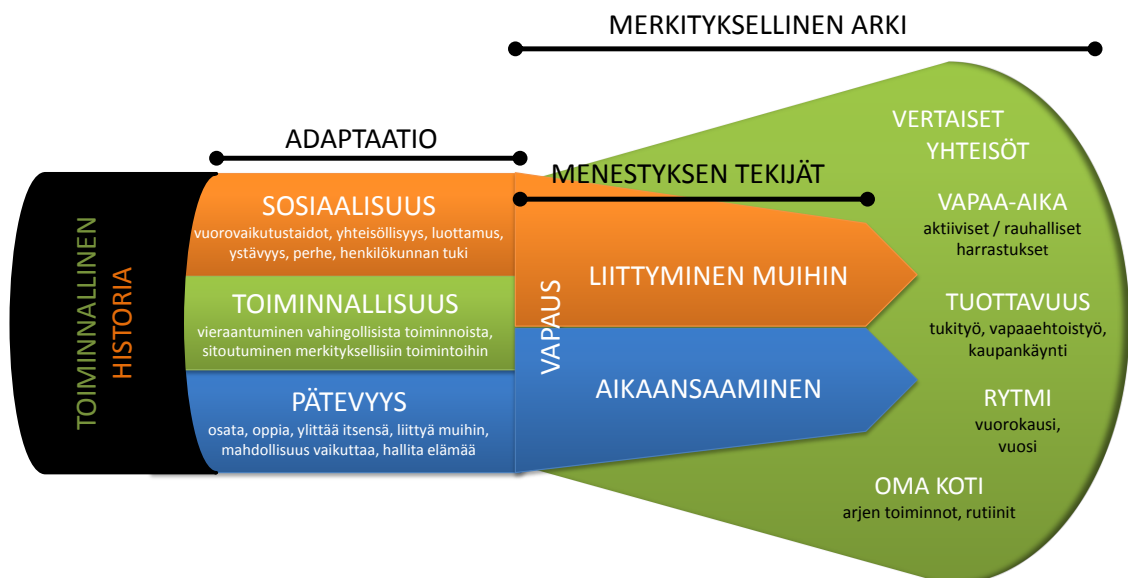 MERKITYKSELLINEN ARKI
ADAPTAATIO
MENESTYKSEN TEKIJÄT
TOIMINNALLINEN
HISTORIA
SOSIAALISUUS
vuorovaikutustaidot, yhteisöllisyys, luottamus,
ystävyys, perhe, henkilökunnan tuki
TOIMINNALLISUUS
vieraantuminen vahingollisista toiminnoista,
sitoutuminen merkityksellisiin toimintoihin
PÄTEVYYS
osata, oppia, ylittää itsensä, liittyä muihin,
mahdollisuus vaikuttaa, hallita elämää
VAPAUS
LIITTYMINEN MUIHIN
AIKAANSAAMINEN
VERTAISET
YHTEISÖT
VAPAA-AIKA
aktiiviset / rauhalliset
harrastukset
TUOTTAVUUS
tukityö, vapaaehtoistyö,
kaupankäynti
RYTMI
vuorokausi,
vuosi
OMA KOTI
arjen toiminnot, rutiinit